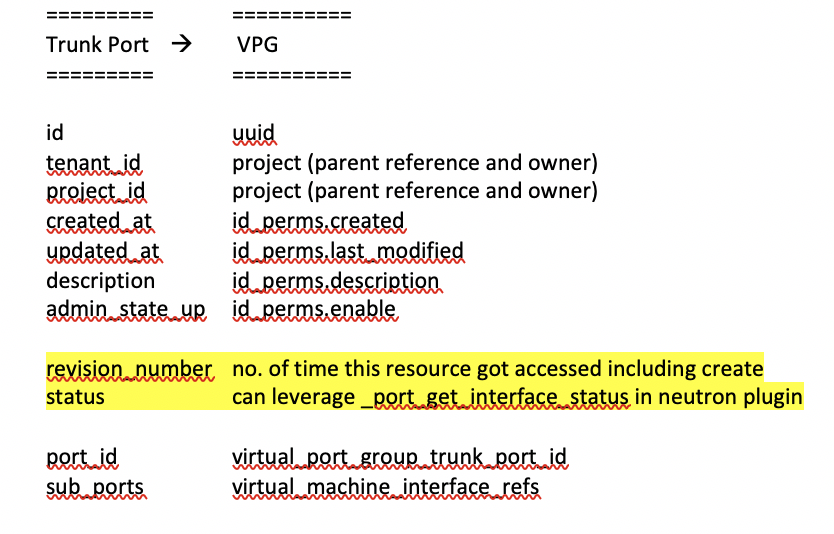 ========= ==========
Trunk Port → VPG
========= ==========
id uuid
tenant_id project (parent reference and owner)
project_id project (parent reference and owner)
created_at id_perms.created
updated_at id_perms.last_modified
description id_perms.description
admin_state_up id_perms.enable
revision_number no. of time this resource got accessed including create
status can leverage _port_get_interface_status in neutron plugin
port_id virtual_port_group_trunk_port_id
sub_ports virtual_machine_interface_refs